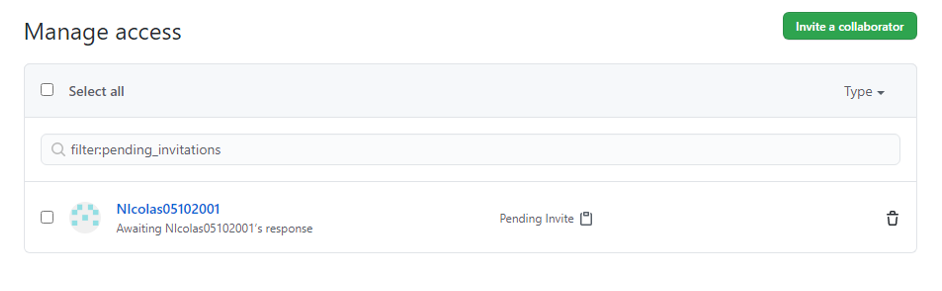 Manage access
Invite a collaborator
Select all
Type
filter:pending_invitations
NIcolas05102001
Awaiting NIcolas05102001's response
Pending Invite